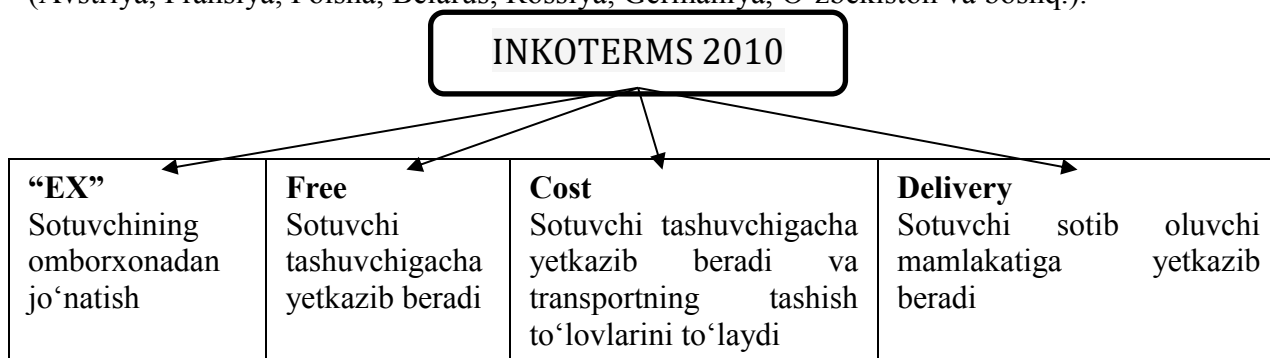 (Avstriya, Fransiya, Polsha, Belarus, Rossiya, Germaniya, O‘zbekiston va boshq.).
INKOTERMS 2010
“EX”
Sotuvchining
omborxonadan
jo‘natish
Free
Sotuvchi
tashuvchigacha
yetkazib beradi
Cost
Sotuvchi tashuvchigacha
yetkazib beradi va
transportning tashish
to‘lovlarini to‘laydi
Delivery
Sotuvchi sotib oluvchi
mamlakatiga yetkazib
beradi